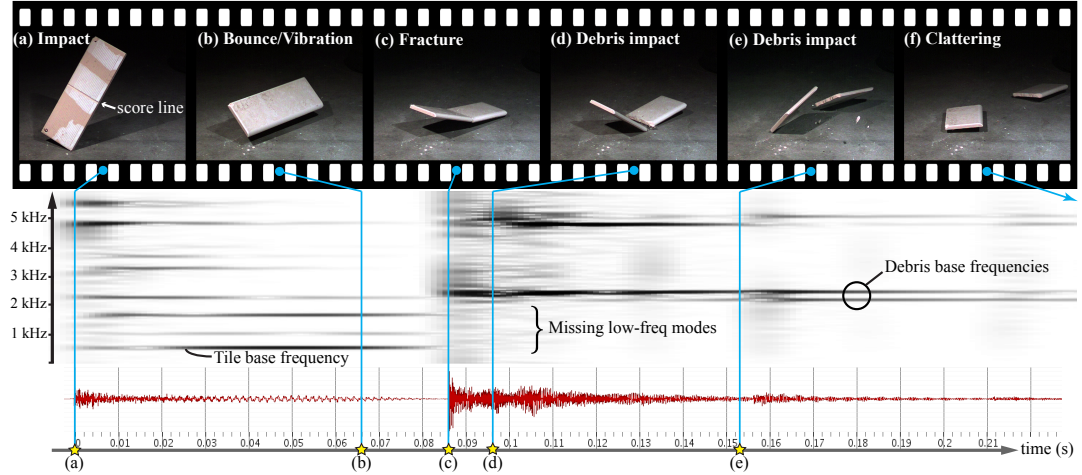 (a) Impact
(b) Bounce/Vibration
(c) Fracture
(d) Debris impact
(e) Debris impact
(f) Clattering
score line
5 kHz
4 kHz
3 kHz
2 kHz
1 kHz
Debris base frequencies
Missing low-freq modes
Tile base frequency
0 0.01 0.02 0.03 0.04 0.05 0.06 0.07 0.08 0.09 0.1 0.11 0.12 0.13 0.14 0.15 0.16 0.17 0.18 0.19 0.2 0.21
time (s)
(a) (b) (c) (d) (e)